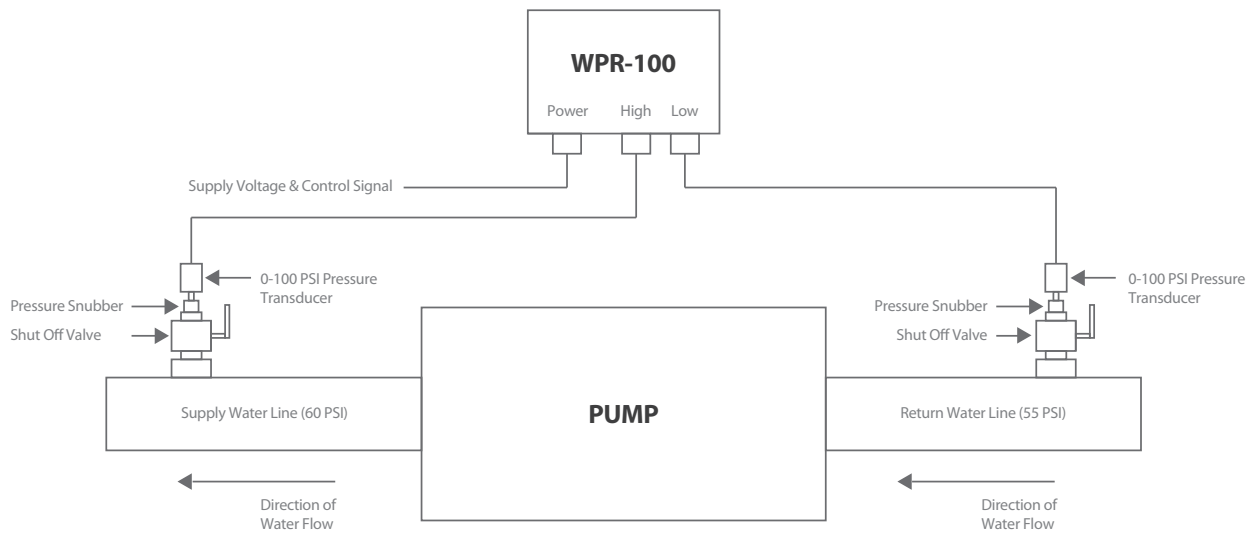 WPR-100
Power High Low
Supply Voltage & Control Signal
0-100 PSI Pressure
Transducer
Pressure Snubber
Shut Off Valve
0-100 PSI Pressure
Transducer
Pressure Snubber
Shut Off Valve
Supply Water Line (60 PSI)
PUMP
Return Water Line (55 PSI)
Direction of
Water Flow
Direction of
Water Flow